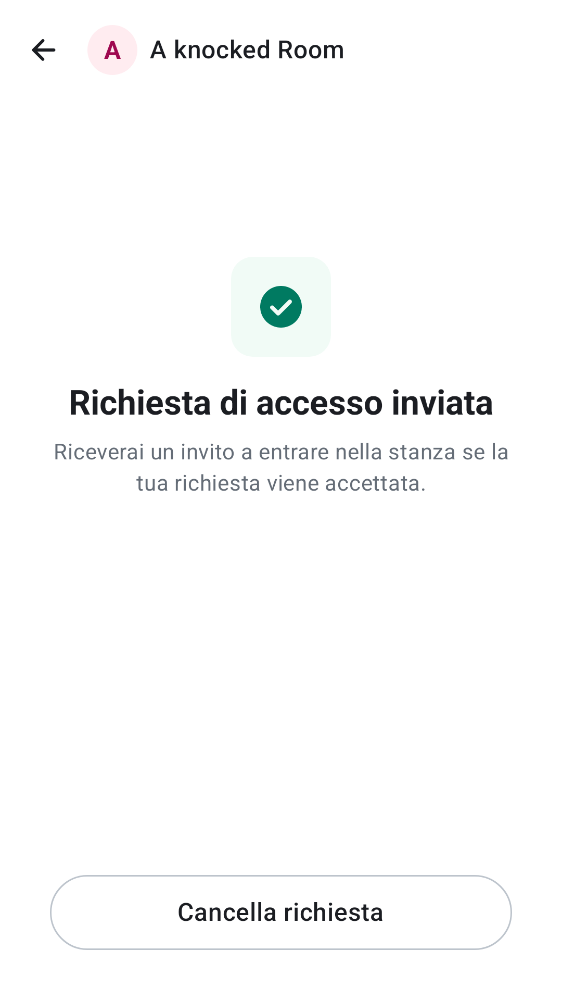 A
A knocked Room
Richiesta di accesso inviata
Riceverai un invito a entrare nella stanza se la
tua richiesta viene accettata.
Cancella richiesta